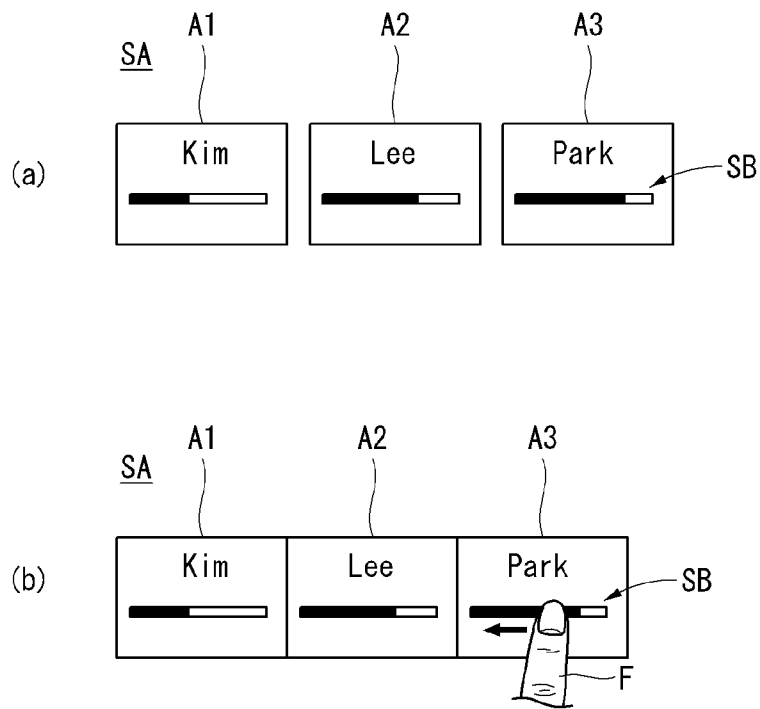 A1 A2 A3
SA
Kim Lee Park
(a) SB
A1 A2 A3
SA
Kim Lee Park
(b) SB
F